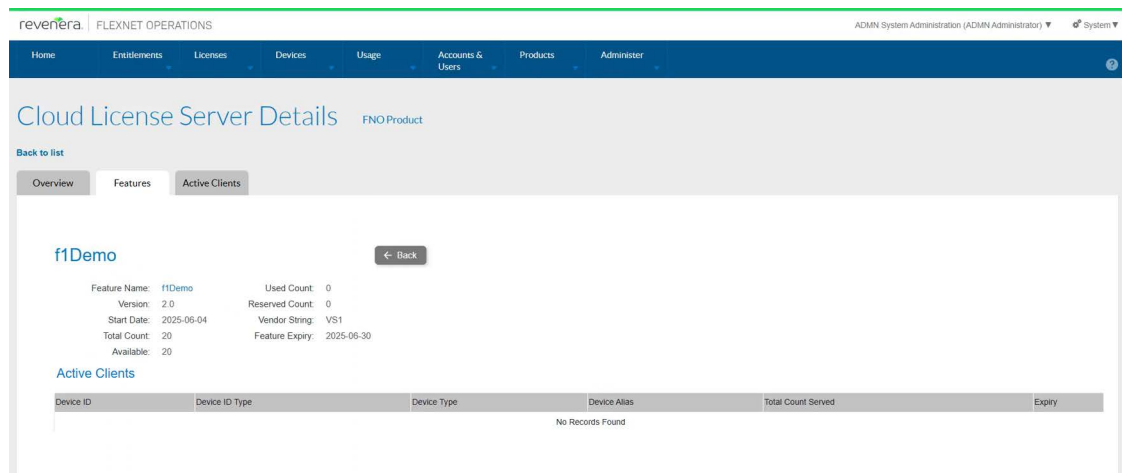 revenera. FLEXNET OPERATIONS
ADMN System Administration (ADMN Administrator) ▼ System ▼
Home Entitlements Licenses Devices Usage Accounts & Users Products Administer
?
Cloud License Server Details FNO Product
Back to list
Overview Features Active Clients
f1Demo ← Back
Feature Name: f1Demo Used Count: 0
Version: 2.0 Reserved Count: 0
Start Date: 2025-06-04 Vendor String: VS1
Total Count: 20 Feature Expiry: 2025-06-30
Available: 20
Active Clients
Device ID Device ID Type Device Type Device Alias Total Count Served Expiry
No Records Found